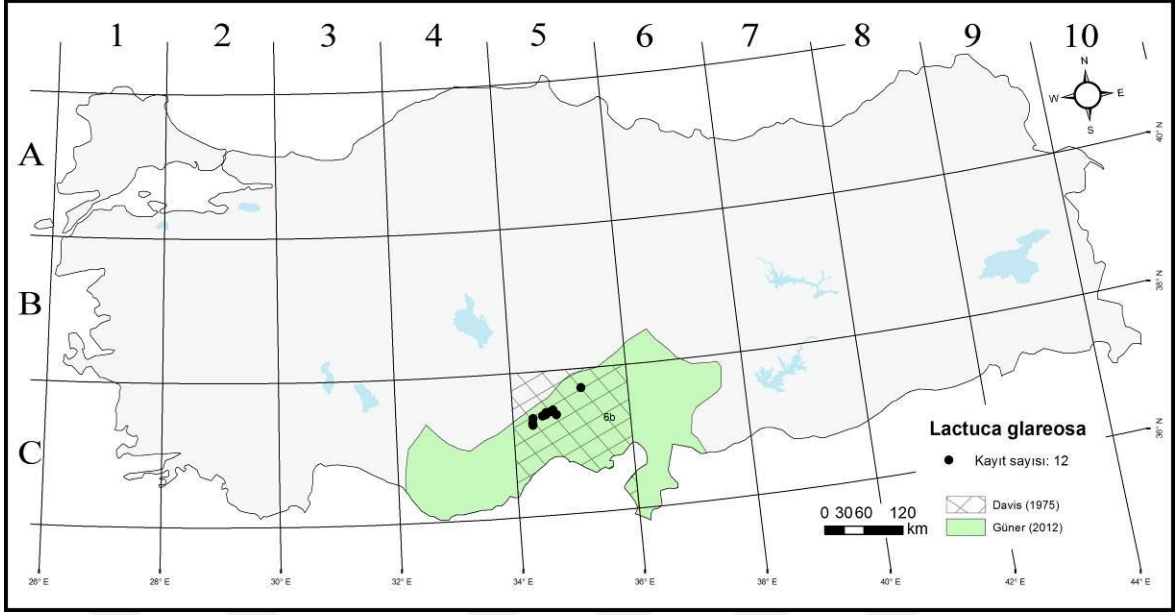 1 2 3 4 5 6 7 8 9 10
N
W E
S
A
40° N
B
38° N
6b
C
36° N
Lactuca glareosa
Kayıt sayısı: 12
0 30 60 120
km
Davis (1975)
Güner (2012)
26° E 28° E 30° E 32° E 34° E 36° E 38° E 40° E 42° E 44° E